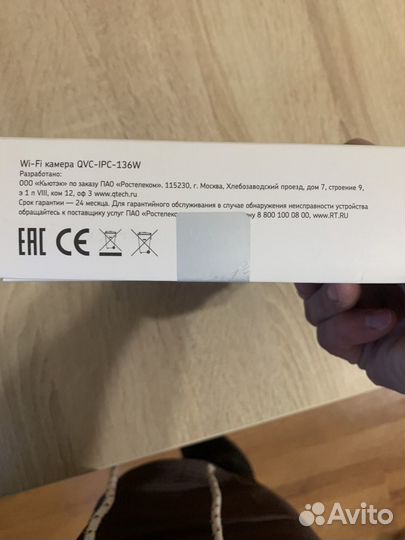 Wi-Fi камера QVC-IPC-136W
Разработано:
ООО «Кьютэк» по заказу ПАО «Ростелеком». 115230, г. Москва, Хлебозаводский проезд, дом 7, строение 9,
э 1 п VIII, ком 12, оф 3 www.qtech.ru
Срок гарантии — 24 месяца. Для гарантийного обслуживания в случае обнаружения неисправности устройства
обращайтесь к поставщику услуг ПАО «Ростелек ну 8 800 100 08 00, www.RT.RU
EAC CE
Avito